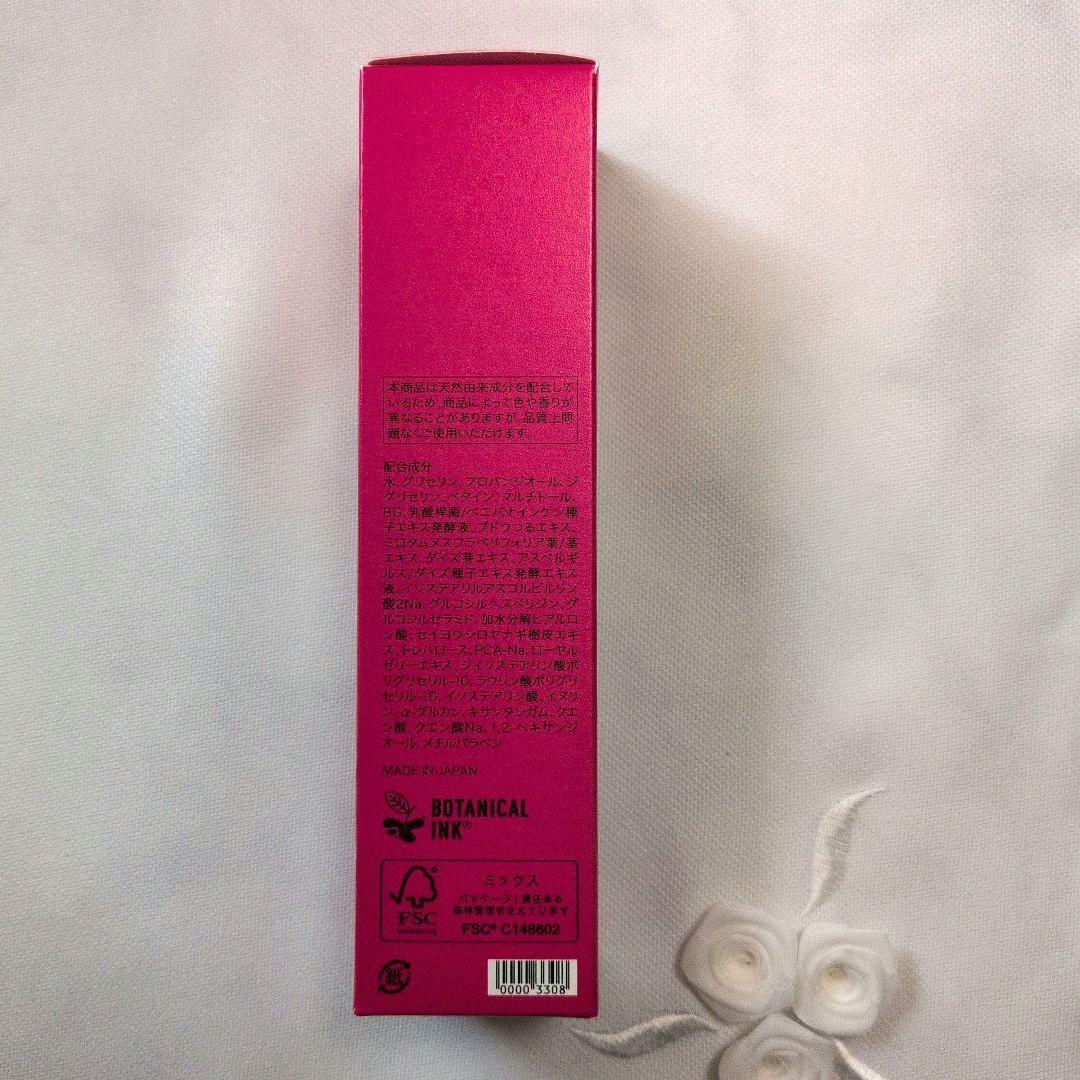 本商品は天然由来成分を配合して
いるため、商品によって色や香りが
異なることがありますが、品質上問
題なくご使用いただけます。
配合成分
水、グリセリン、プロパンジオール、ジ
グリセリン、ベタイン、マルチトール、
BG、乳酸桿菌/ベニバナインゲン種
子エキス発酵液、ブドウつるエキス、
ミロタムヌスフラベリフォリア葉/茎
エキス、ダイズ芽エキス、アスペルギ
ルス/ダイズ種子エキス発酵エキス
液、イソステアリルアスコルビルリン
酸2Na、グルコシルヘスペリジン、グ
ルコシルセラミド、加水分解ヒアルロ
ン酸、セイヨウシロヤナギ樹皮エキ
ス、トレハロース、PCA-Na、ローヤル
ゼリーエキス、ジイソステアリン酸ポ
リグリセリル-10、ラウリン酸ポリグリ
セリル-10、イソステアリン酸、イヌリ
ン、α-グルカン、キサンタンガム、クエ
ン酸、クエン酸Na、1,2-ヘキサンジ
オール、メチルパラベン
MADE IN JAPAN
BOTANICAL
INK®
FSC®
www.fsc.org
ミックス
パッケージ｜責任ある
森林管理を支えています
FSC® C148602
紙
0000 3308